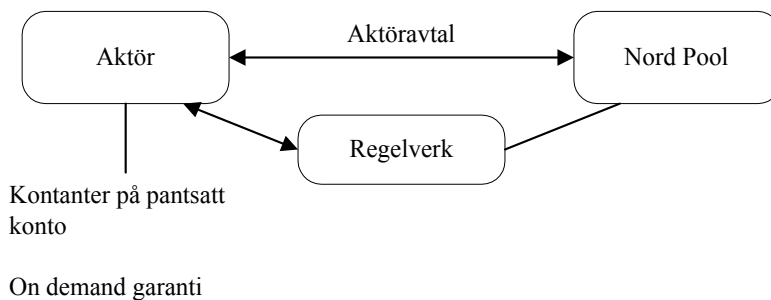 Aktöravtal
Aktör
Nord Pool
Regelverk
Kontanter på pantsatt
konto
On demand garanti